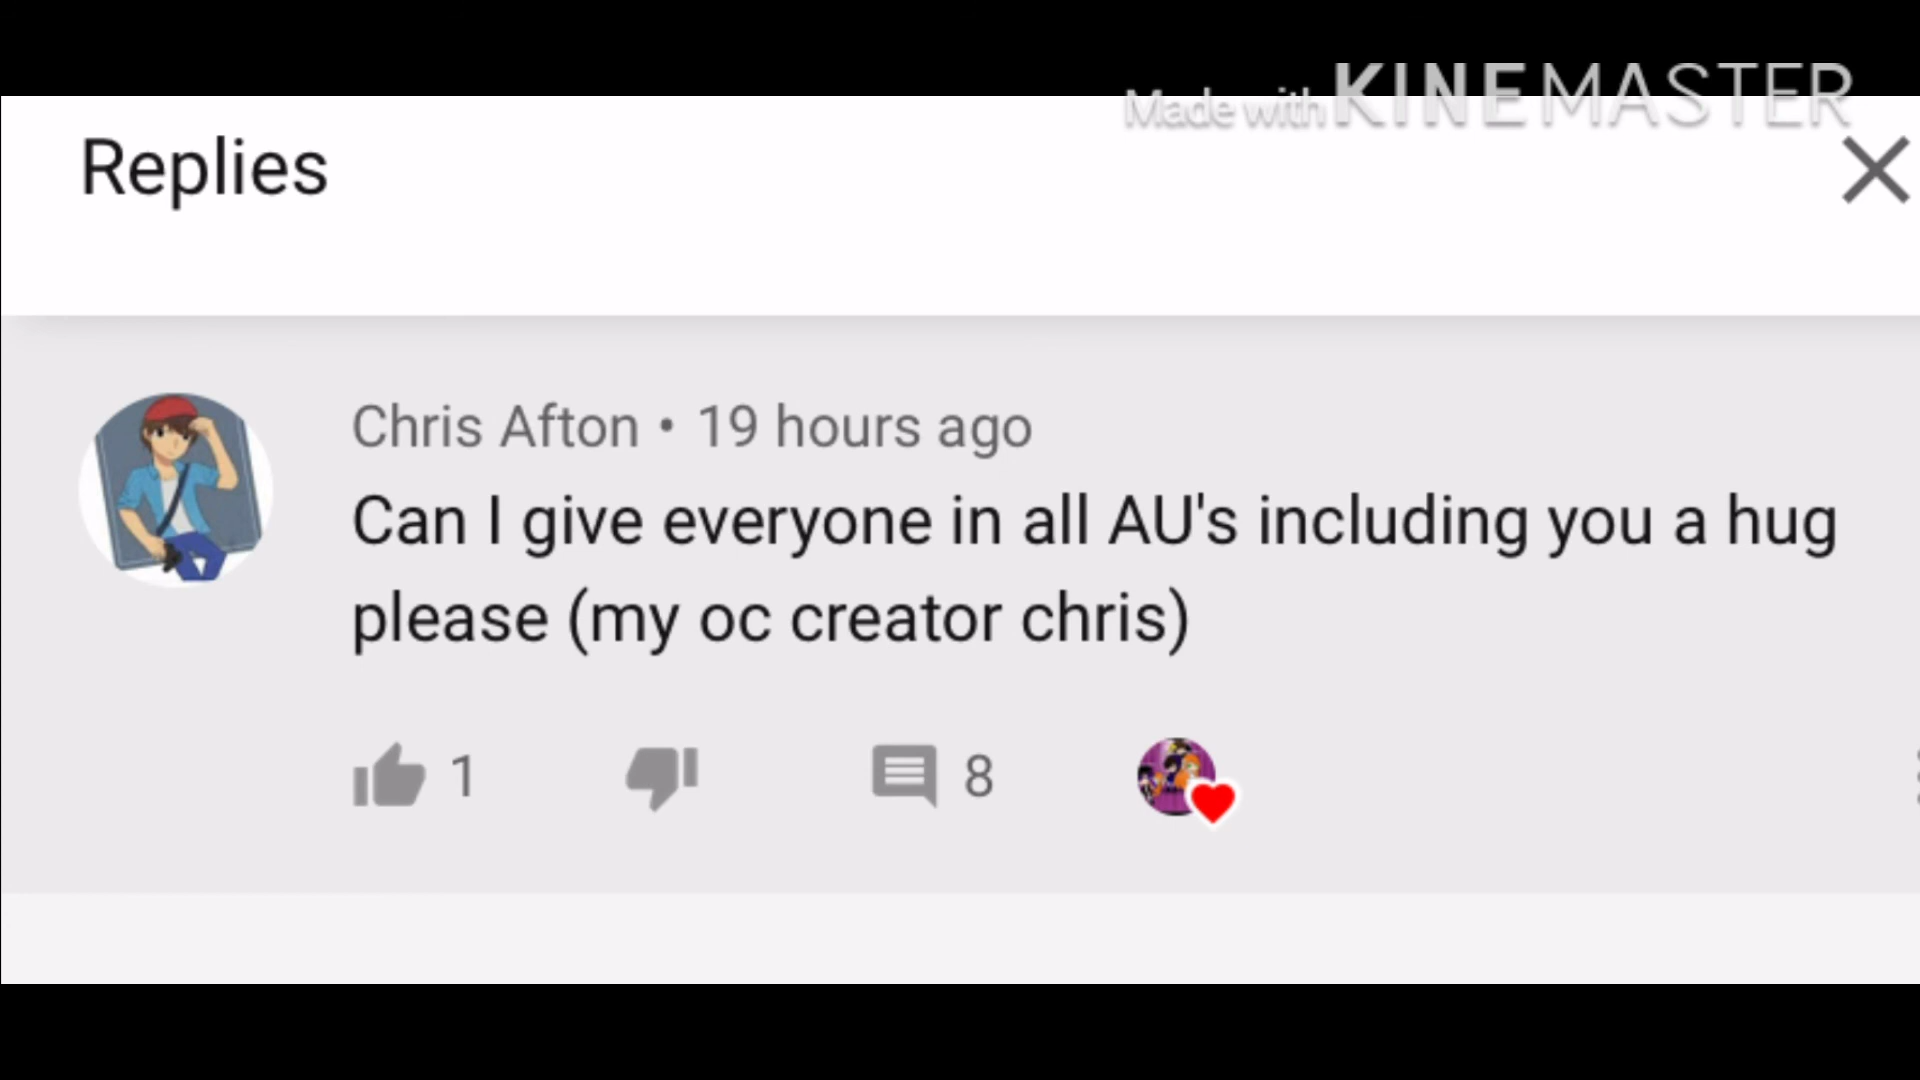 Made with KINEMASTER
Replies
Chris Afton • 19 hours ago
Can I give everyone in all AU's including you a hug
please (my oc creator chris)
1
8